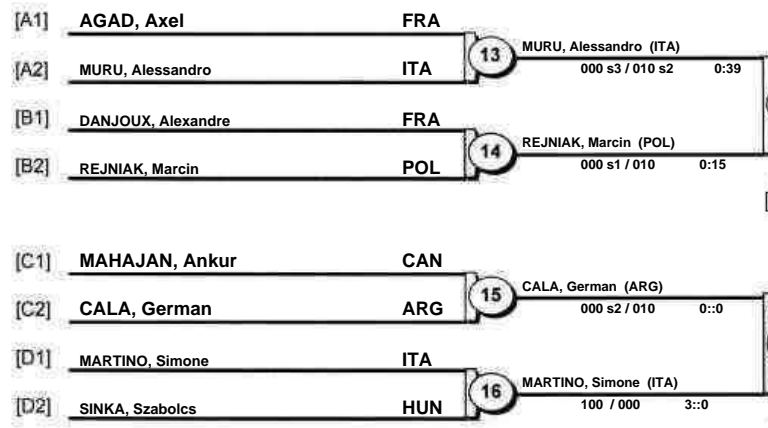 [A1] AGAD, Axel FRA
13 MURU, Alessandro (ITA)
[A2] MURU, Alessandro ITA
000 s3 / 010 s2 0:39
[B1] DANJOUX, Alexandre FRA
14 REJNIAK, Marcin (POL)
[B2] REJNIAK, Marcin POL
000 s1 / 010 0:15
[C1] MAHAJAN, Ankur CAN
15 CALA, German (ARG)
[C2] CALA, German ARG
000 s2 / 010 0::0
[D1] MARTINO, Simone ITA
16 MARTINO, Simone (ITA)
[D2] SINKA, Szabolcs HUN
100 / 000 3::0